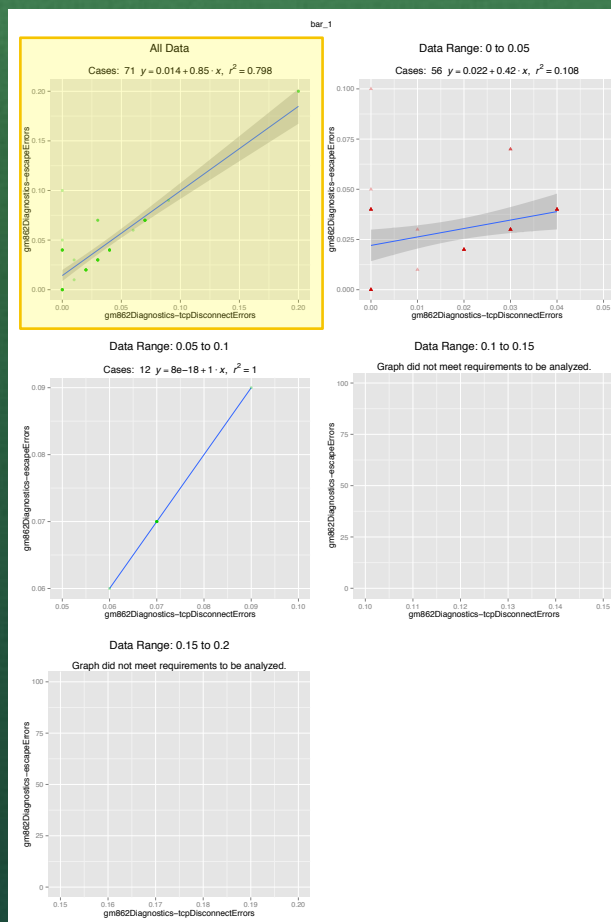 bar_1
All Data
Cases: 71 y = 0.014 + 0.85 · x, r² = 0.798
0.20
0.15
0.10
0.05
0.00
gm862Diagnostics−escapeErrors
0.00
0.05
0.10
0.15
0.20
gm862Diagnostics−tcpDisconnectErrors
Data Range: 0 to 0.05
Cases: 56 y = 0.022 + 0.42 · x, r² = 0.108
0.100
0.075
0.050
0.025
0.000
gm862Diagnostics−escapeErrors
0.00
0.01
0.02
0.03
0.04
0.05
gm862Diagnostics−tcpDisconnectErrors
Data Range: 0.05 to 0.1
Cases: 12 y = 8e−18 + 1 · x, r² = 1
0.09
0.08
0.07
0.06
gm862Diagnostics−escapeErrors
0.05
0.06
0.07
0.08
0.09
0.10
gm862Diagnostics−tcpDisconnectErrors
Data Range: 0.1 to 0.15
Graph did not meet requirements to be analyzed.
100
75
50
25
0
gm862Diagnostics−escapeErrors
0.10
0.11
0.12
0.13
0.14
0.15
gm862Diagnostics−tcpDisconnectErrors
Data Range: 0.15 to 0.2
Graph did not meet requirements to be analyzed.
100
75
50
25
0
gm862Diagnostics−escapeErrors
0.15
0.16
0.17
0.18
0.19
0.20
gm862Diagnostics−tcpDisconnectErrors